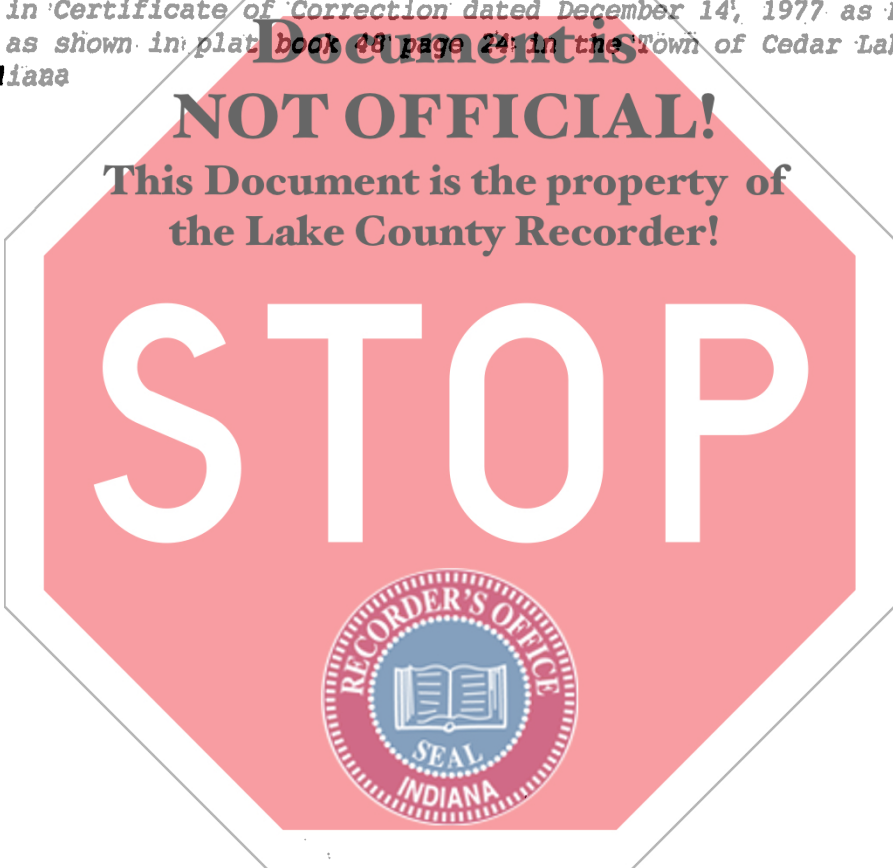 in Certificate of Correction dated December 14, 1977 as
as shown in plat book 48 page 24 in the Town of Cedar
Document is
NOT OFFICIAL!
This Document is the property of
the Lake County Recorder!
STOP
RECORDER'S OFFICE
SEAL
INDIANA